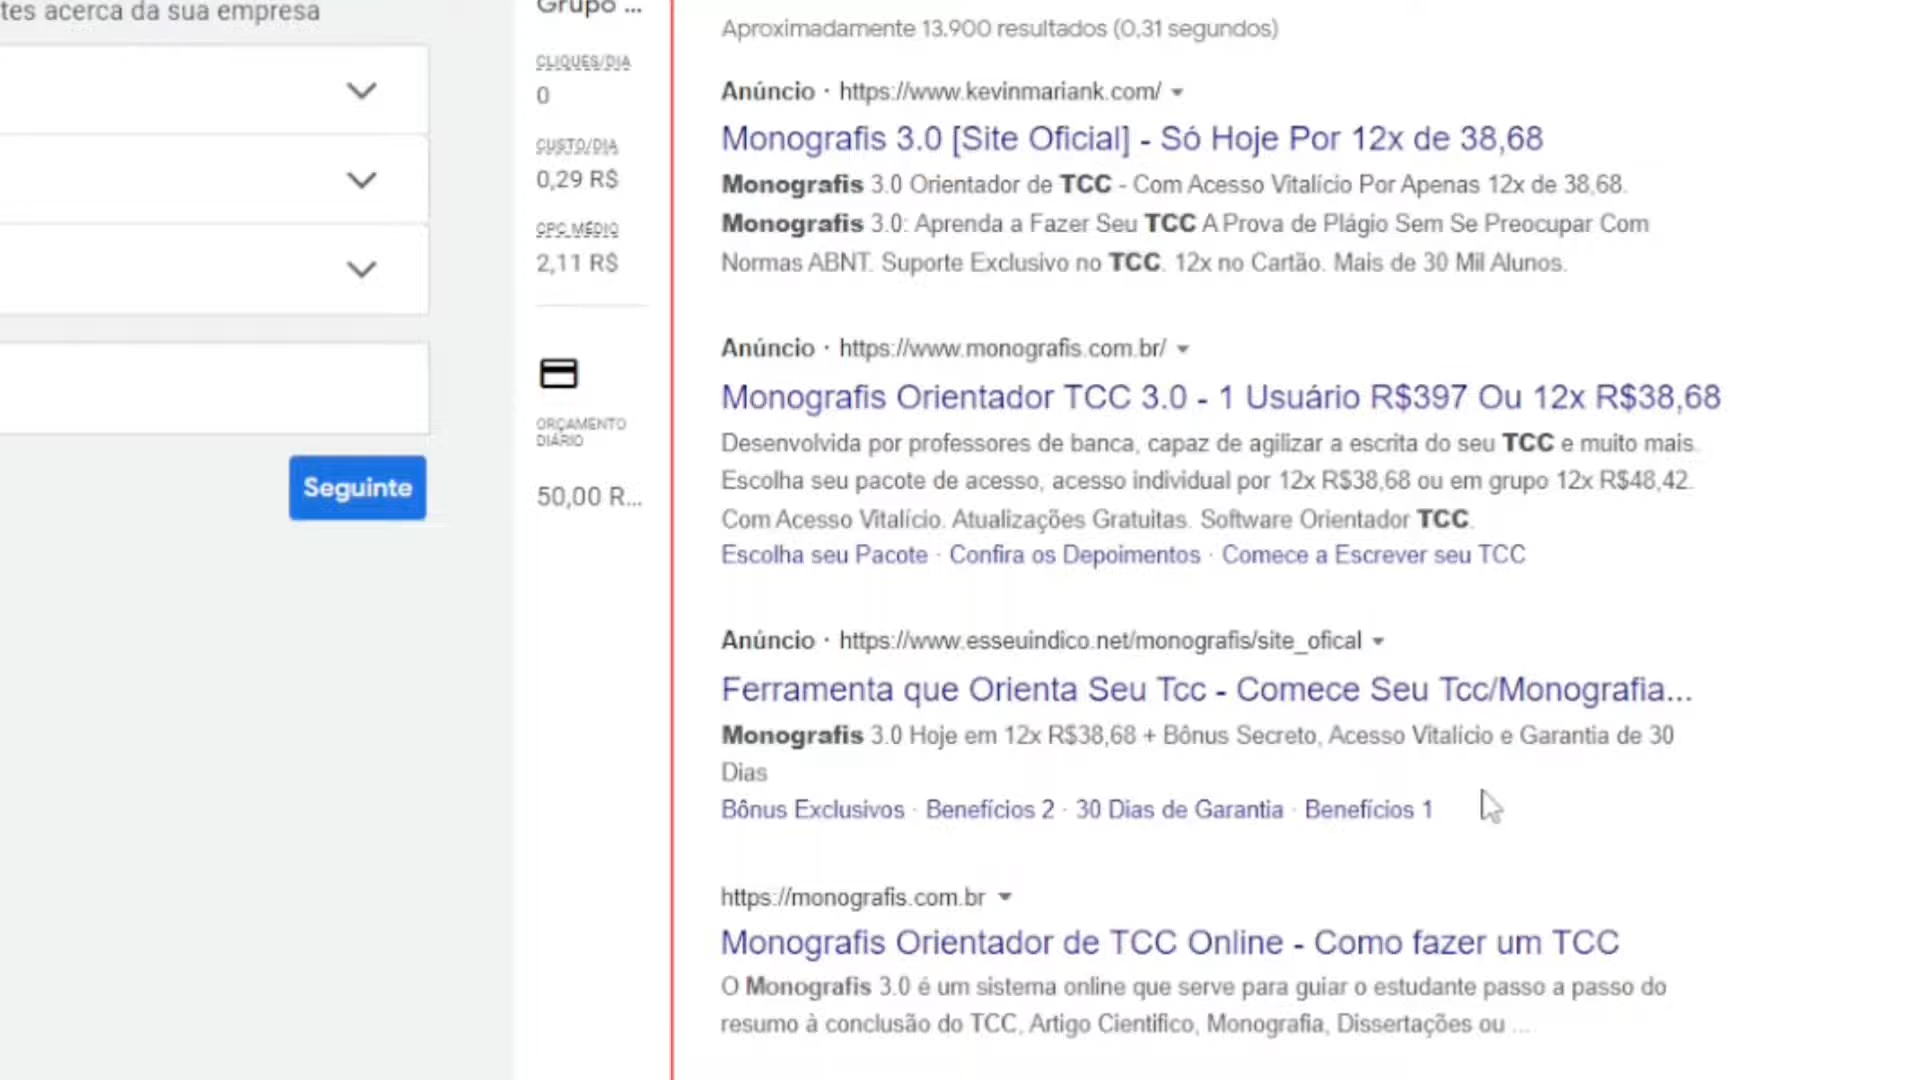 tes acerca da sua empresa
Seguinte
Grupo ...
CLIQUES/DIA
0
CUSTO/DIA
0,29 R$
CPC MÉDIO
2,11 R$
ORÇAMENTO
DIÁRIO
50,00 R...
Aproximadamente 13.900 resultados (0,31 segundos)
Anúncio · https://www.kevinmariank.com/
Monografis 3.0 [Site Oficial] - Só Hoje Por 12x de 38,68
Monografis 3.0 Orientador de TCC - Com Acesso Vitalício Por Apenas 12x de 38,68.
Monografis 3.0: Aprenda a Fazer Seu TCC A Prova de Plágio Sem Se Preocupar Com
Normas ABNT. Suporte Exclusivo no TCC. 12x no Cartão. Mais de 30 Mil Alunos.
Anúncio · https://www.monografis.com.br/
Monografis Orientador TCC 3.0 - 1 Usuário R$397 Ou 12x R$38,68
Desenvolvida por professores de banca, capaz de agilizar a escrita do seu TCC e muito mais.
Escolha seu pacote de acesso, acesso individual por 12x R$38,68 ou em grupo 12x R$48,42.
Com Acesso Vitalício. Atualizações Gratuitas. Software Orientador TCC.
Escolha seu Pacote · Confira os Depoimentos · Comece a Escrever seu TCC
Anúncio · https://www.esseuindico.net/monografis/site_ofical
Ferramenta que Orienta Seu Tcc - Comece Seu Tcc/Monografia...
Monografis 3.0 Hoje em 12x R$38,68 + Bônus Secreto, Acesso Vitalício e Garantia de 30
Dias
Bônus Exclusivos · Benefícios 2 · 30 Dias de Garantia · Benefícios 1
https://monografis.com.br
Monografis Orientador de TCC Online - Como fazer um TCC
O Monografis 3.0 é um sistema online que serve para guiar o estudante passo a passo do
resumo à conclusão do TCC, Artigo Cientifico, Monografia, Dissertações ou ...